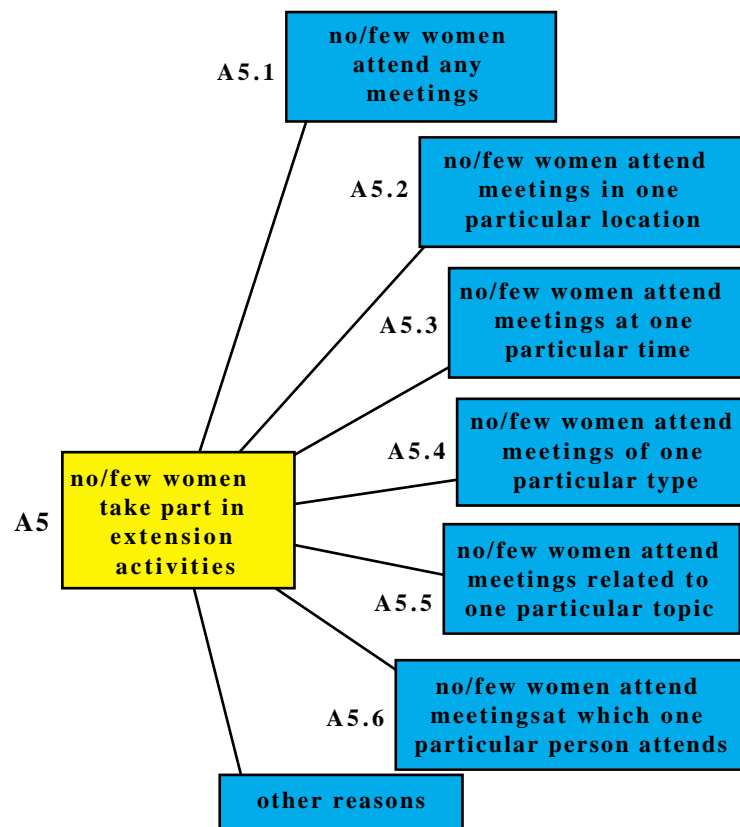 no/few women
attend any
meetings
A5.1
no/few women attend
meetings in one
particular location
A5.2
no/few women attend
meetings at one
particular time
A5.3
no/few women attend
meetings of one
particular type
A5.4
no/few women
take part in
extension
activities
A5
no/few women attend
meetings related to
one particular topic
A5.5
no/few women attend
meetingsat which one
particular person attends
A5.6
other reasons